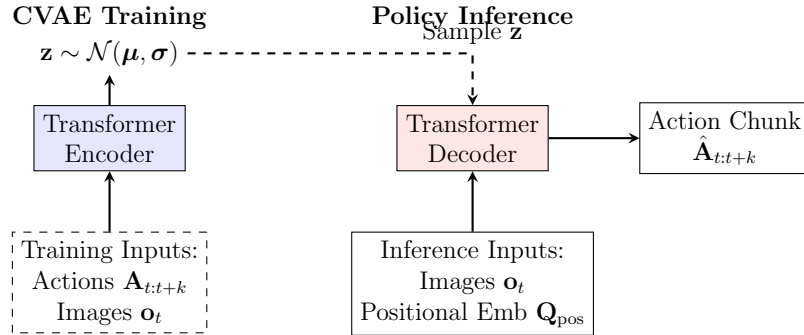 CVAE Training
Policy Inference
Sample z
z ∼ 𝒩(μ, σ)
Transformer
Encoder
Transformer
Decoder
Action Chunk
Â_{t:t+k}
Training Inputs:
Actions A_{t:t+k}
Images o_t
Inference Inputs:
Images o_t
Positional Emb Q_pos